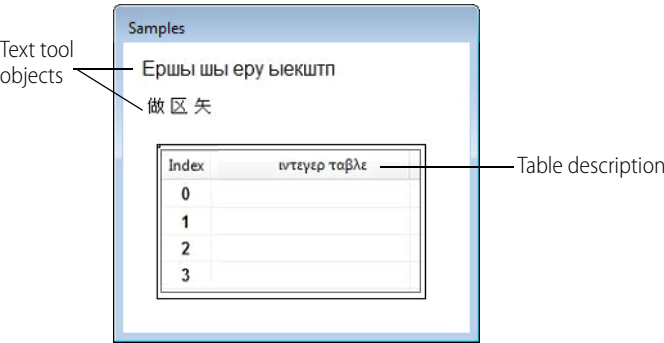 Samples
Text tool
objects
Ершы шы еру ыекштп
做 区 矢
Index ιντεγερ ταβλε
Table description
0
1
2
3